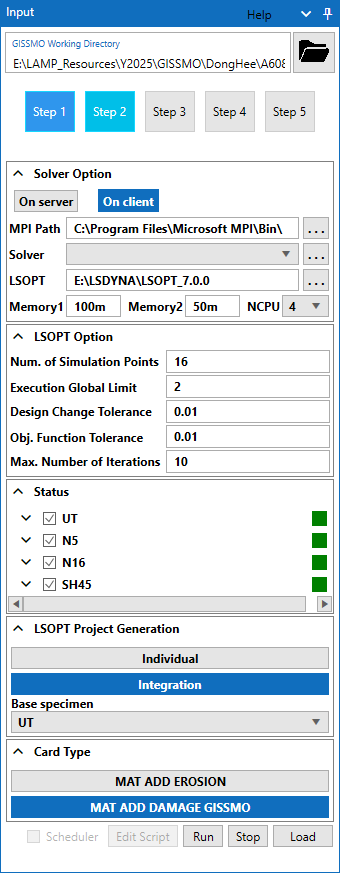 Input Help
GISSMO Working Directory
E:\LAMP_Resources\Y2025\GISSMO\DongHee\A608
Step 1 Step 2 Step 3 Step 4 Step 5
Solver Option
On server On client
MPI Path C:\Program Files\Microsoft MPI\Bin\ ...
Solver ...
LSOPT E:\LSDYNA\LSOPT_7.0.0 ...
Memory1 100m Memory2 50m NCPU 4
LSOPT Option
Num. of Simulation Points 16
Execution Global Limit 2
Design Change Tolerance 0.01
Obj. Function Tolerance 0.01
Max. Number of Iterations 10
Status
UT
N5
N16
SH45
LSOPT Project Generation
Individual
Integration
Base specimen
UT
Card Type
MAT ADD EROSION
MAT ADD DAMAGE GISSMO
Scheduler Edit Script Run Stop Load